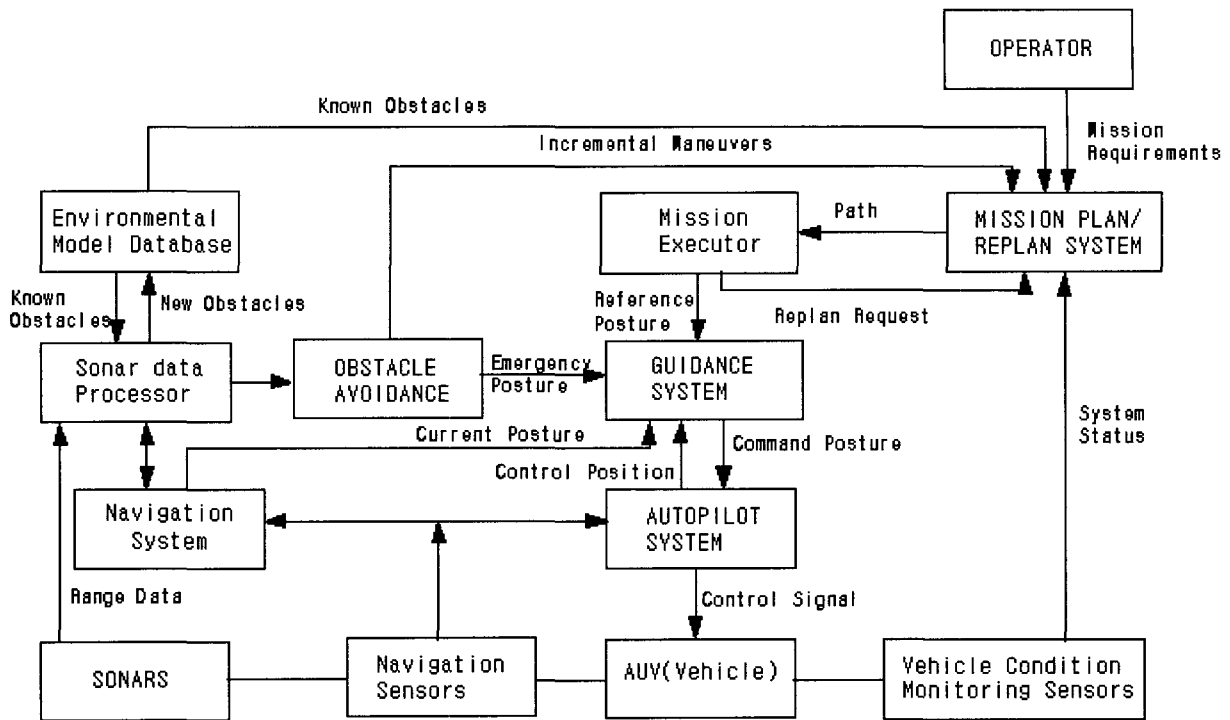 OPERATOR
Known Obstacles
Mission
Requirements
Incremental Maneuvers
Environmental
Model Database
Mission
Executor
Path
MISSION PLAN/
REPLAN SYSTEM
Known
Obstacles
New Obstacles
Reference
Posture
Replan Request
Sonar data
Processor
OBSTACLE
AVOIDANCE
Emergency
Posture
GUIDANCE
SYSTEM
System
Status
Current Posture
Command Posture
Control Position
Navigation
System
AUTOPILOT
SYSTEM
Range Data
Control Signal
SONARS
Navigation
Sensors
AUV(Vehicle)
Vehicle Condition
Monitoring Sensors